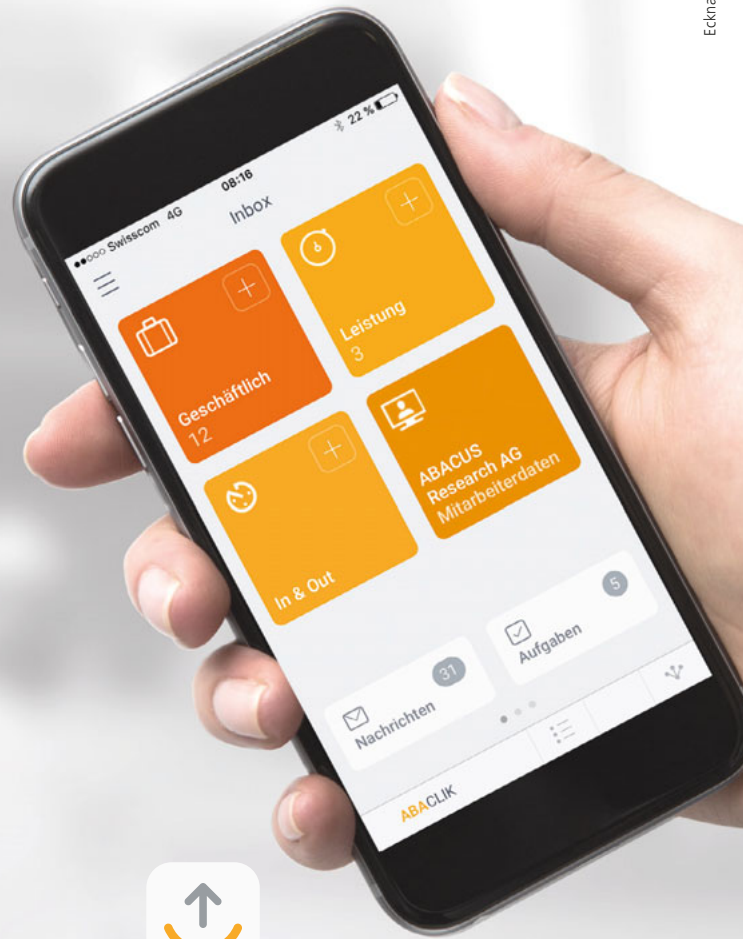 Swisscom 4G
08:16
22 %
Inbox
Geschäftlich
12
Leistung
3
In & Out
ABACUS
Research AG
Mitarbeiterdaten
Nachrichten
31
Aufgaben
5
ABACLIK